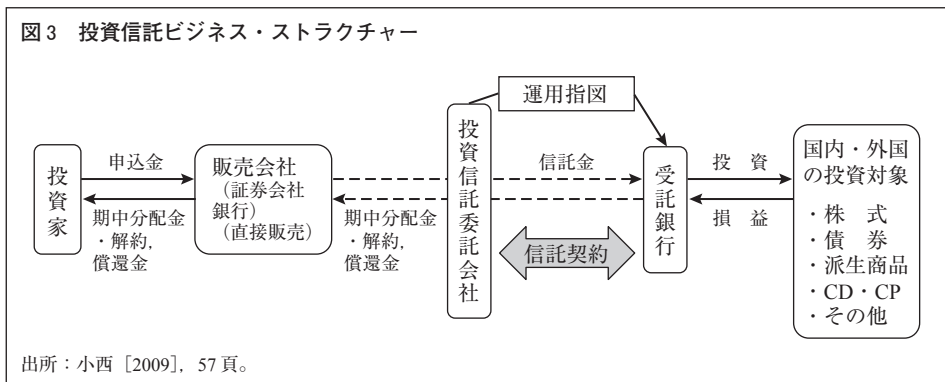 図3 投資信託ビジネス・ストラクチャー
運用指図
投資家
申込金
期中分配金
・解約,
償還金
販売会社
(証券会社
銀行)
(直接販売)
期中分配金
・解約,
償還金
投資信託委託会社
信託金
信託契約
受託銀行
投 資
損 益
国内・外国
の投資対象
・株 式
・債 券
・派生商品
・CD・CP
・その他
出所:小西[2009],57頁。